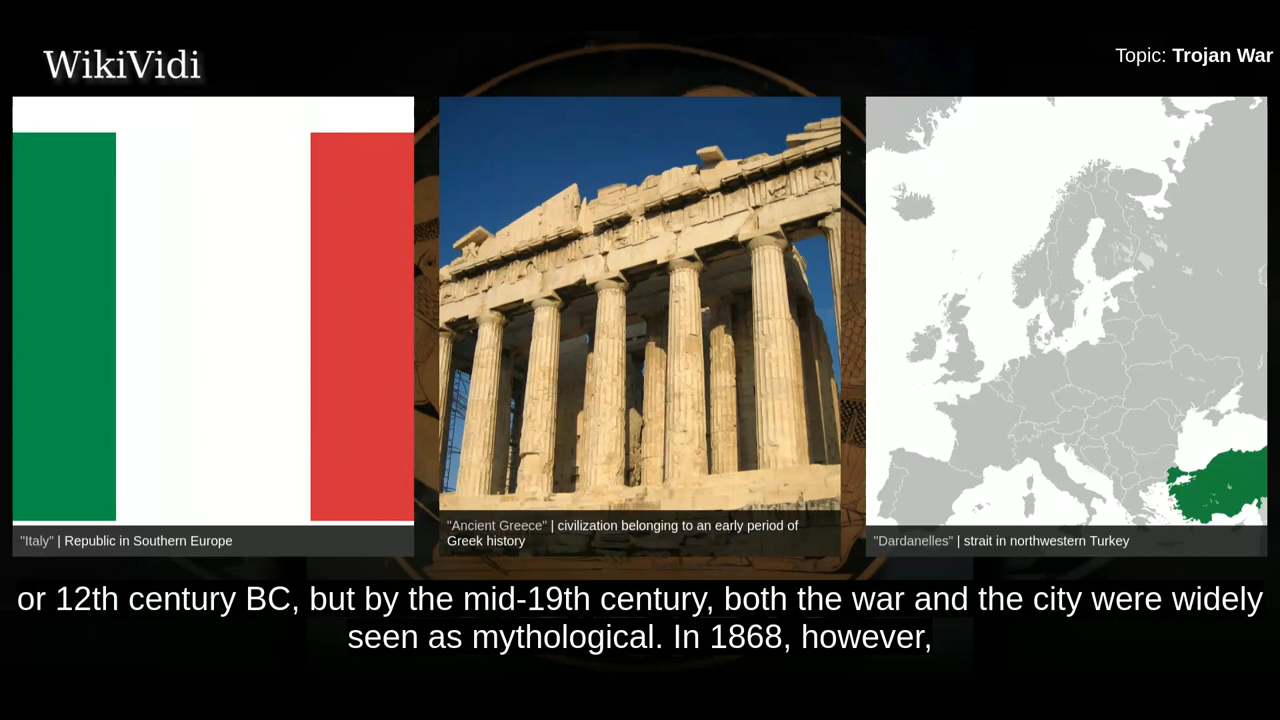 WikiVidi
Topic: Trojan War
"Italy" | Republic in Southern Europe
"Ancient Greece" | civilization belonging to an early period of
Greek history
"Dardanelles" | strait in northwestern Turkey
or 12th century BC, but by the mid-19th century, both the war and the city were widely
seen as mythological. In 1868, however,